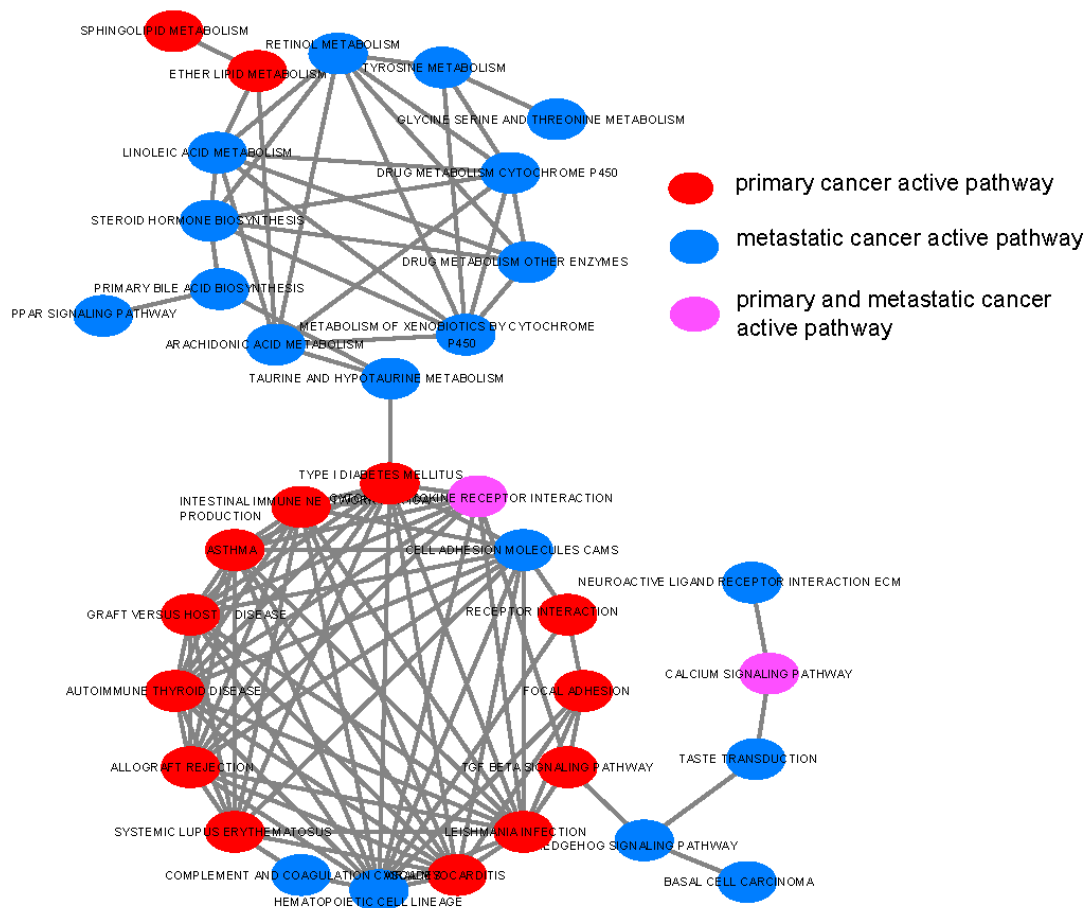 SPHINGOLIPID METABOLISM
RETINOL METABOLISM
ETHER LIPID METABOLISM
TYROSINE METABOLISM
GLYCINE SERINE AND THREONINE METABOLISM
LINOLEIC ACID METABOLISM
DRUG METABOLISM CYTOCHROME P450
primary cancer active pathway
STEROID HORMONE BIOSYNTHESIS
metastatic cancer active pathway
DRUG METABOLISM OTHER ENZYMES
PRIMARY BILE ACID BIOSYNTHESIS
PPAR SIGNALING PATHWAY
primary and metastatic cancer
active pathway
METABOLISM OF XENOBIOTICS BY CYTOCHROME
P450
ARACHIDONIC ACID METABOLISM
TAURINE AND HYPOTAURINE METABOLISM
TYPE I DIABETES MELLITUS
RECEPTOR INTERACTION
INTESTINAL IMMUNE
PRODUCTION
ASTHMA
CELL ADHESION MOLECULES CAMS
NEUROACTIVE LIGAND RECEPTOR INTERACTION ECM
GRAFT VERSUS HOST DISEASE
RECEPTOR INTERACTION
CALCIUM SIGNALING PATHWAY
AUTOIMMUNE THYROID DISEASE
FOCAL ADHESION
ALLOGRAFT REJECTION
TGF BETA SIGNALING PATHWAY
TASTE TRANSDUCTION
SYSTEMIC LUPUS ERYTHEMATOSUS
LEISHMANIA INFECTION
SIGNALING PATHWAY
COMPLEMENT AND COAGULATION
BASAL CELL CARCINOMA
HEMATOPOIETIC CELL LINEAGE